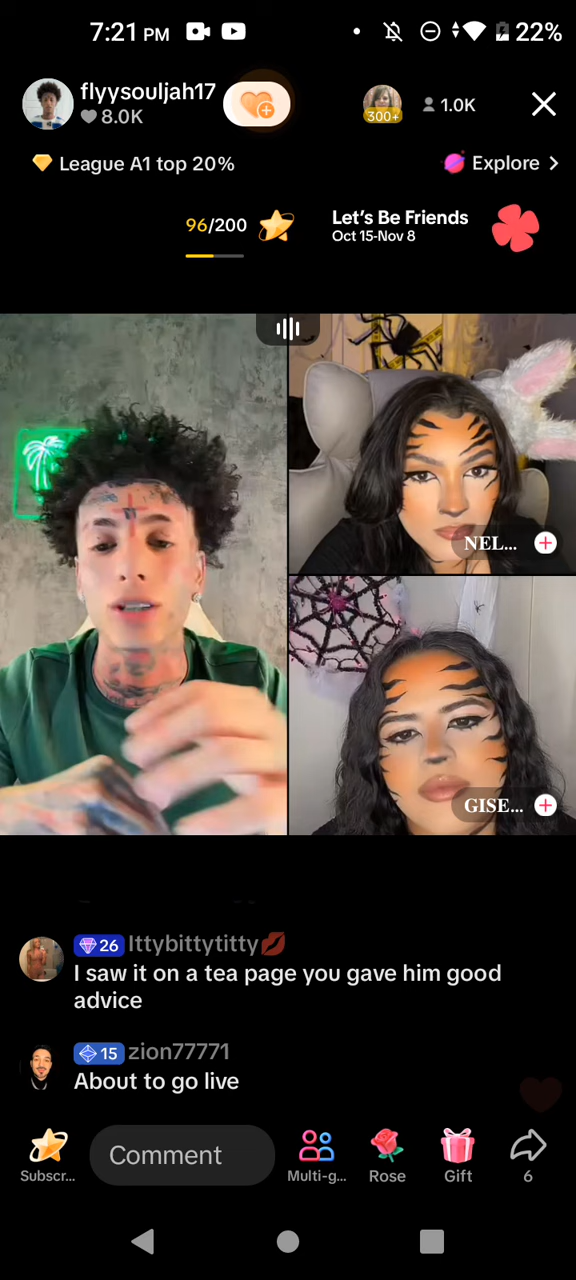 7:21 PM
22%
flyysouljah17
8.0K
300+
1.0K
League A1 top 20%
Explore >
96/200
Let's Be Friends
Oct 15-Nov 8
NEL...
GISE...
26 Ittybittytitty💋
I saw it on a tea page you gave him good
advice
15 zion77771
About to go live
Subscr...
Comment
Multi-g...
Rose
Gift
6